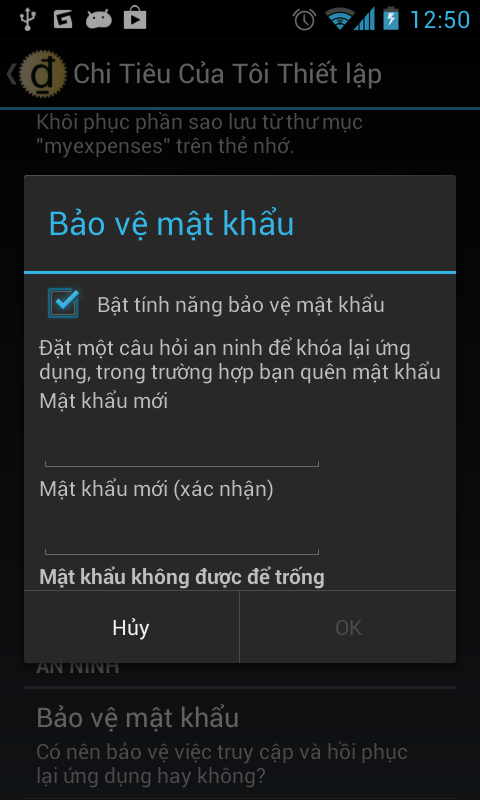 12:50
Chi Tiêu Của Tôi Thiết lập
Khôi phục phần sao lưu từ thư mục
"myexpenses" trên thẻ nhớ.
Bảo vệ mật khẩu
Bật tính năng bảo vệ mật khẩu
Đặt một câu hỏi an ninh để khóa lại ứng
dụng, trong trường hợp bạn quên mật khẩu
Mật khẩu mới
Mật khẩu mới (xác nhận)
Mật khẩu không được để trống
Hủy
OK
AN NINH
Bảo vệ mật khẩu
Có nên bảo vệ việc truy cập và hồi phục
lại ứng dụng hay không?